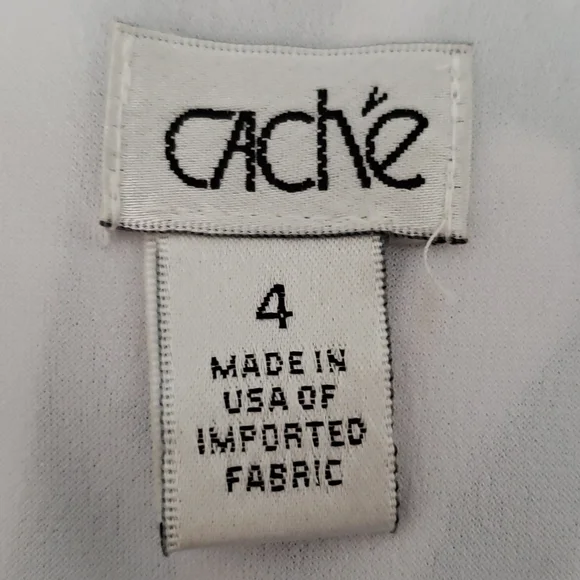 caché
4
MADE IN
USA OF
IMPORTED
FABRIC